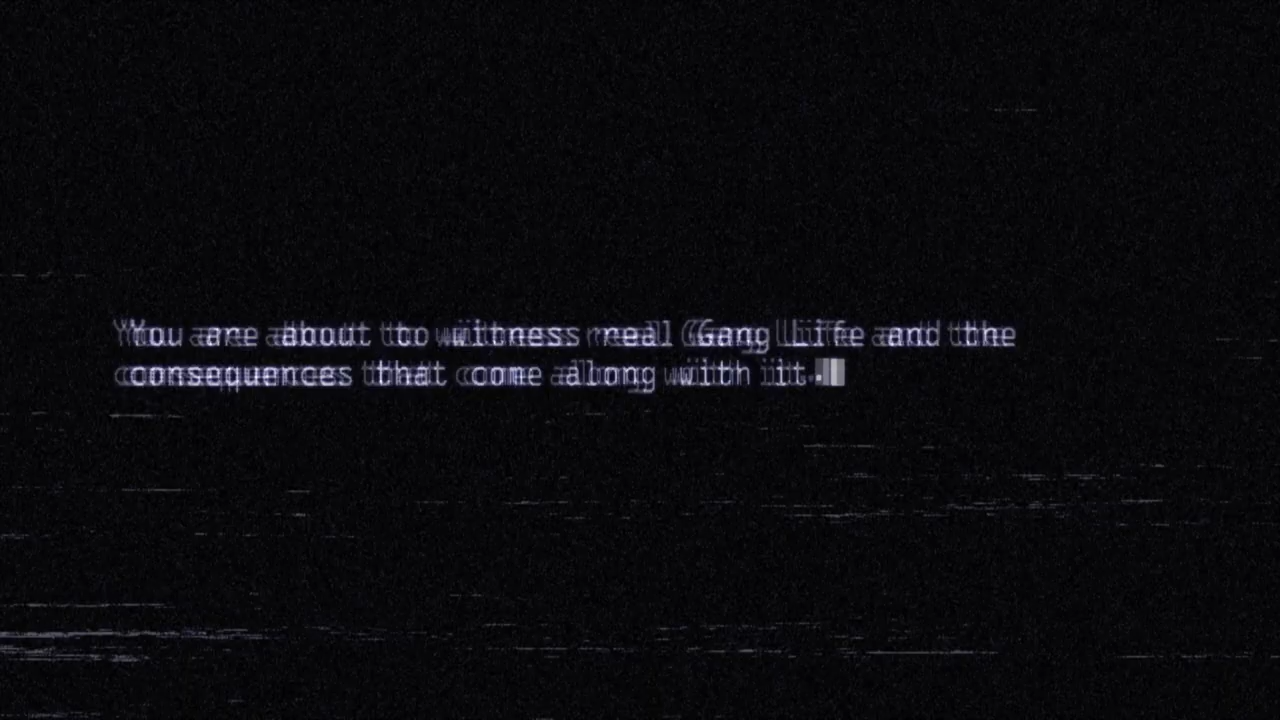 You are about to witness real Gang Life and the
consequences that come along with it.